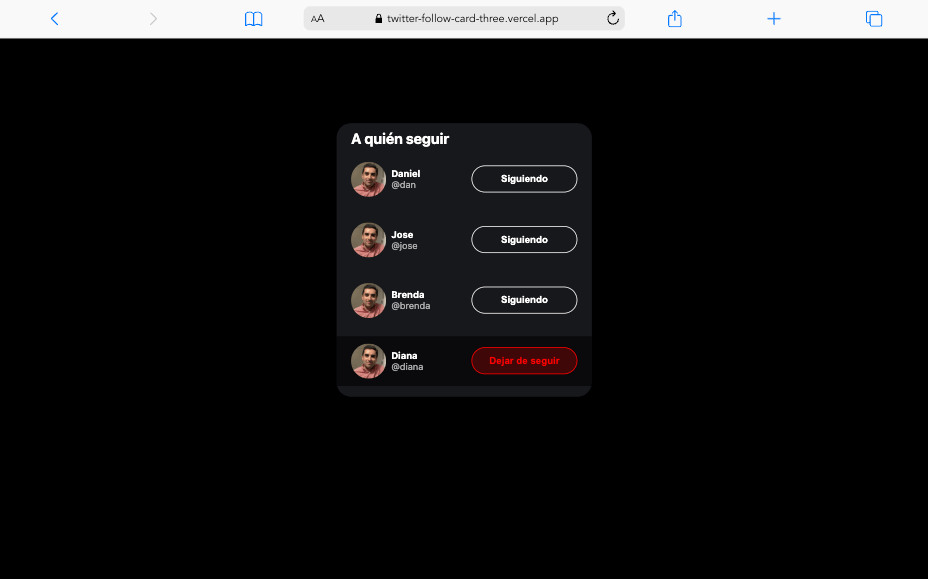 AA twitter-follow-card-three.vercel.app
A quién seguir
Daniel
@dan
Siguiendo
Jose
@jose
Siguiendo
Brenda
@brenda
Siguiendo
Diana
@diana
Dejar de seguir